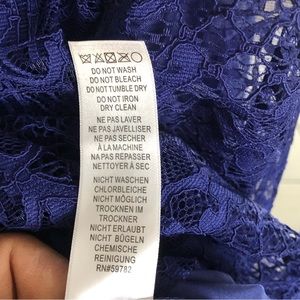 DO NOT WASH
DO NOT BLEACH
DO NOT TUMBLE DRY
DO NOT IRON
DRY CLEAN
NE PAS LAVER
NE PAS JAVELLISER
NE PAS SECHER
À LA MACHINE
NA PAS REPASSER
NETTOYER À SEC
NICHT WASCHEN
CHLORBLEICHE
NICHT MÖGLICH
TROCKNEN IM
TROCKNER
NICHT ERLAUBT
NICHT BÜGELN
CHEMISCHE
REINIGUNG
RN#59782